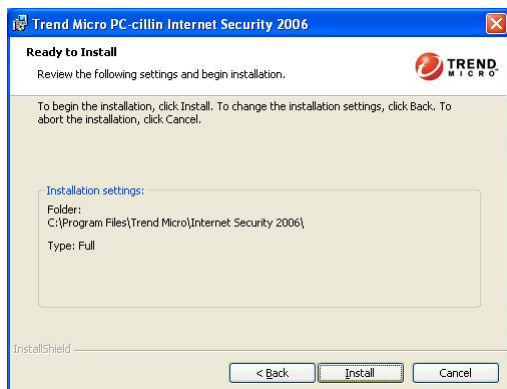 Trend Micro PC-cillin Internet Security 2006
Ready to Install
Review the following settings and begin installation.
TREND
MICRO
To begin the installation, click Install. To change the installation settings, click Back. To
abort the installation, click Cancel.
Installation settings:
Folder:
C:\Program Files\Trend Micro\Internet Security 2006\
Type: Full
InstallShield
< Back
Install
Cancel